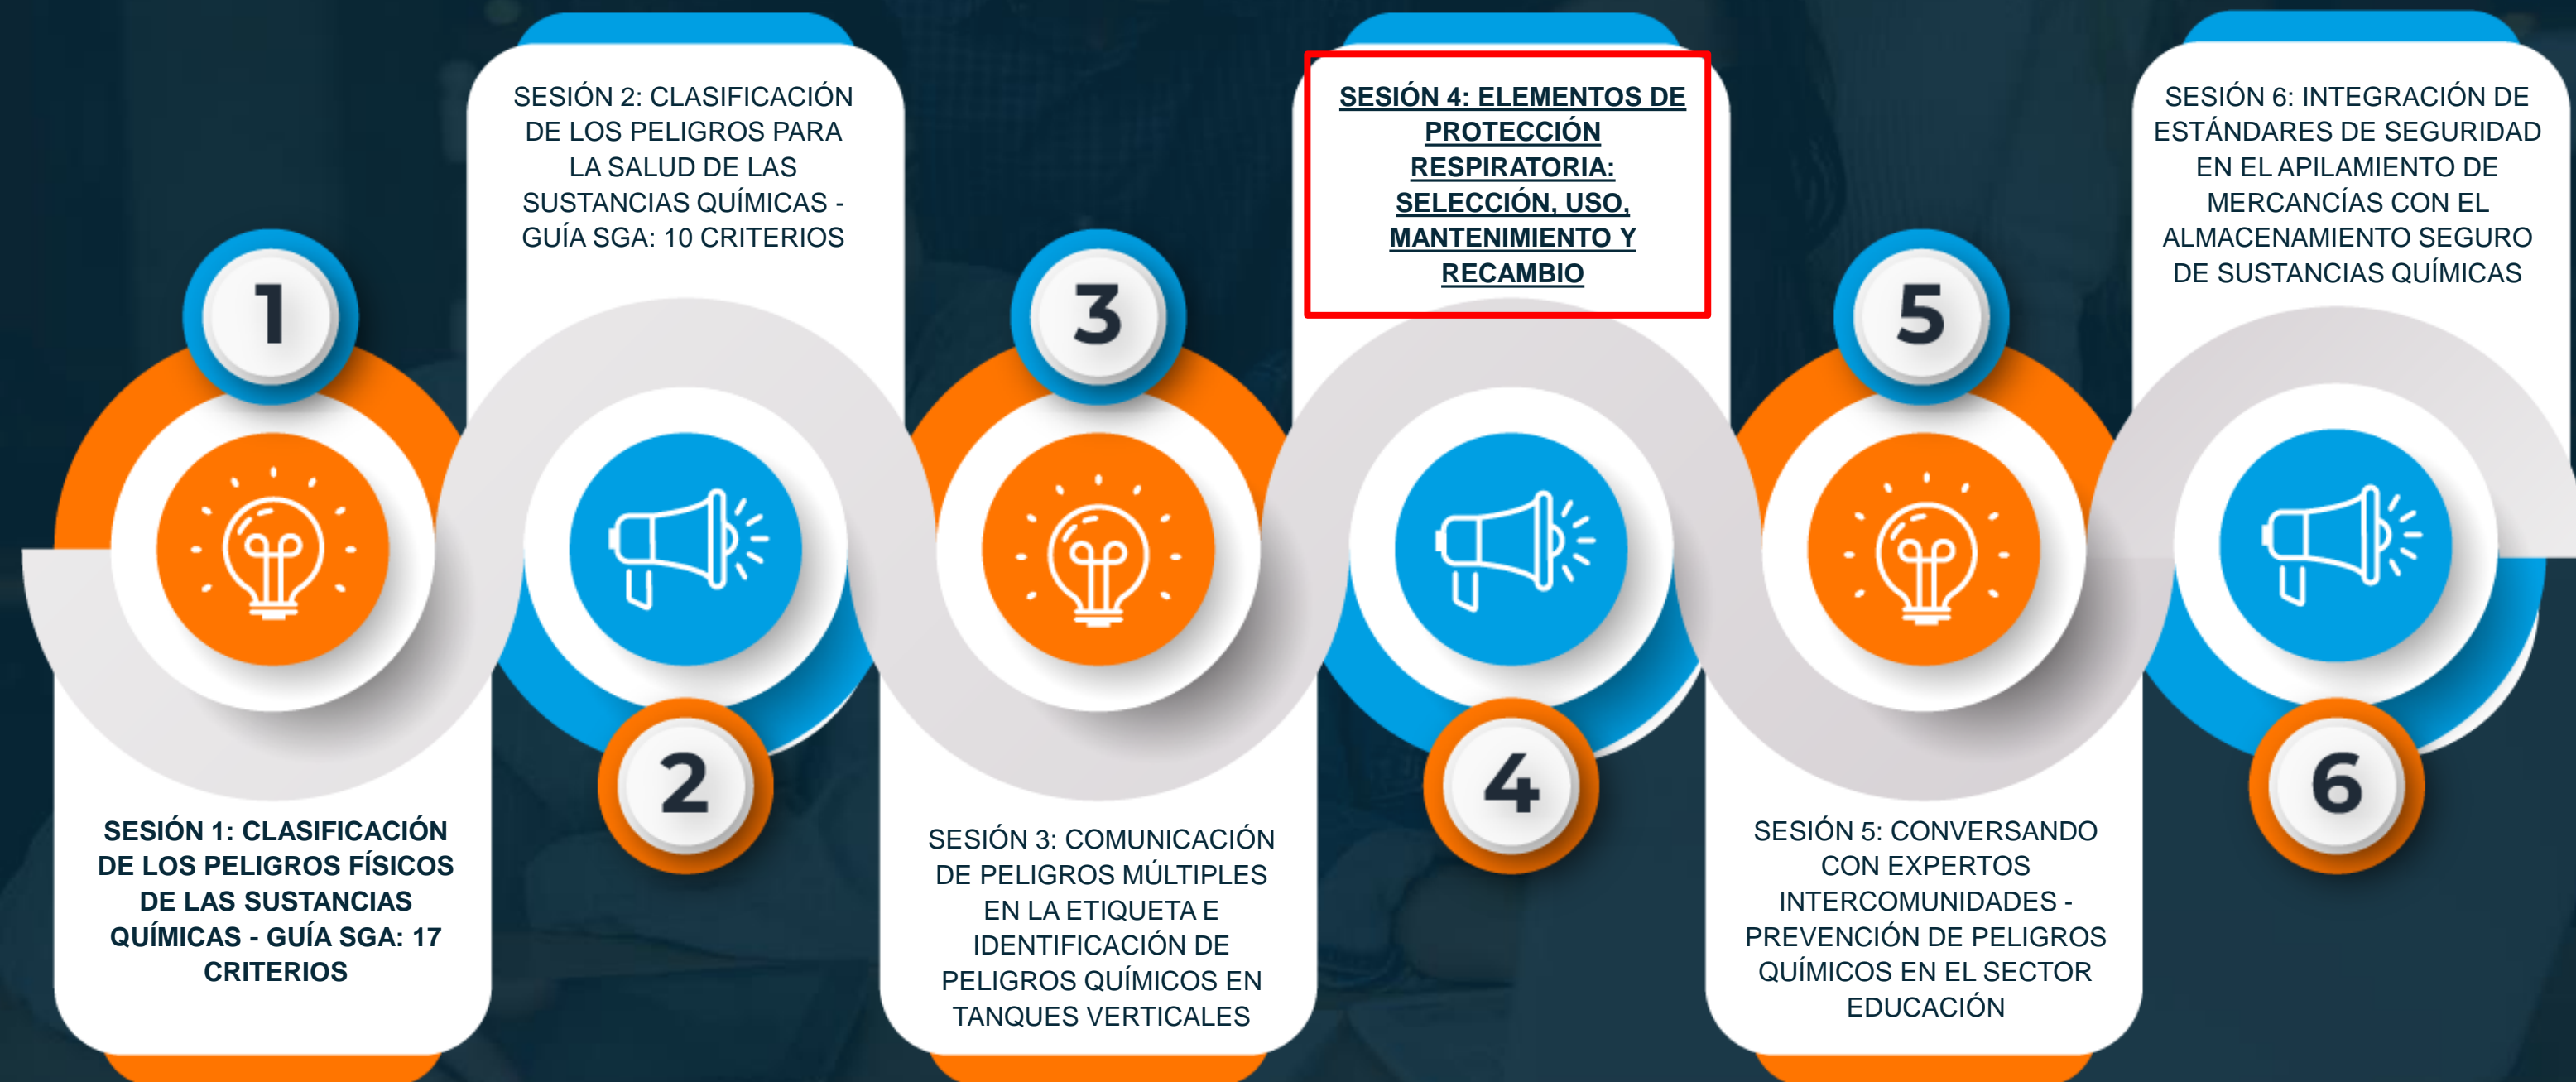 1
SESIÓN 1: CLASIFICACIÓN
DE LOS PELIGROS FÍSICOS
DE LAS SUSTANCIAS
QUÍMICAS - GUÍA SGA: 17
CRITERIOS
SESIÓN 2: CLASIFICACIÓN
DE LOS PELIGROS PARA
LA SALUD DE LAS
SUSTANCIAS QUÍMICAS -
GUÍA SGA: 10 CRITERIOS
2
3
SESIÓN 3: COMUNICACIÓN
DE PELIGROS MÚLTIPLES
EN LA ETIQUETA E
IDENTIFICACIÓN DE
PELIGROS QUÍMICOS EN
TANQUES VERTICALES
SESIÓN 4: ELEMENTOS DE
PROTECCIÓN
RESPIRATORIA:
SELECCIÓN, USO,
MANTENIMIENTO Y
RECAMBIO
4
5
SESIÓN 5: CONVERSANDO
CON EXPERTOS
INTERCOMUNIDADES -
PREVENCIÓN DE PELIGROS
QUÍMICOS EN EL SECTOR
EDUCACIÓN
SESIÓN 6: INTEGRACIÓN DE
ESTÁNDARES DE SEGURIDAD
EN EL APILAMIENTO DE
MERCANCÍAS CON EL
ALMACENAMIENTO SEGURO
DE SUSTANCIAS QUÍMICAS
6